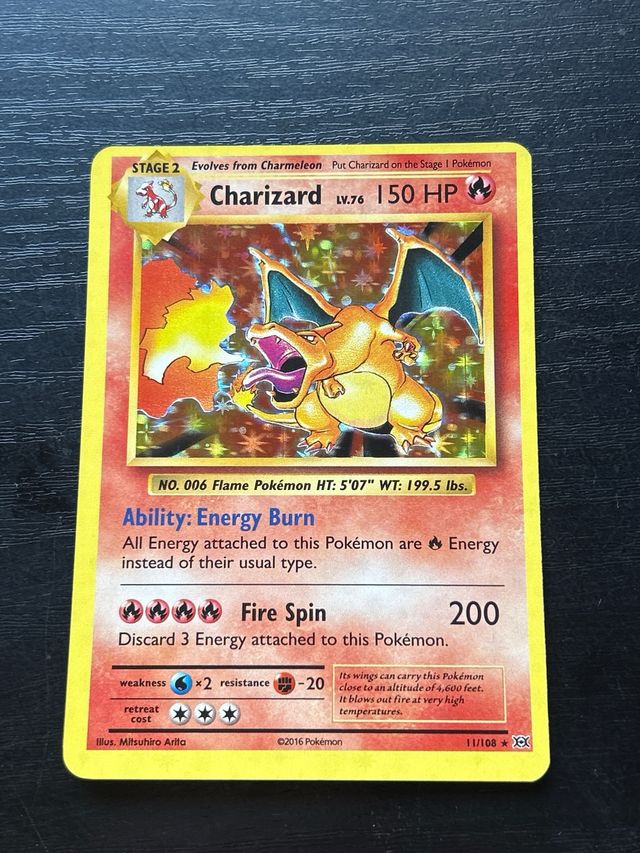 STAGE 2 Evolves from Charmeleon Put Charizard on the Stage 1 Pokémon
Charizard LV.76 150 HP
NO. 006 Flame Pokémon HT: 5'07" WT: 199.5 lbs.
Ability: Energy Burn
All Energy attached to this Pokémon are Energy
instead of their usual type.
Fire Spin 200
Discard 3 Energy attached to this Pokémon.
weakness ×2 resistance -20
retreat
cost
Its wings can carry this Pokémon
close to an altitude of 4,600 feet.
It blows out fire at very high
temperatures.
Illus. Mitsuhiro Arita ©2016 Pokémon 11/108 ★